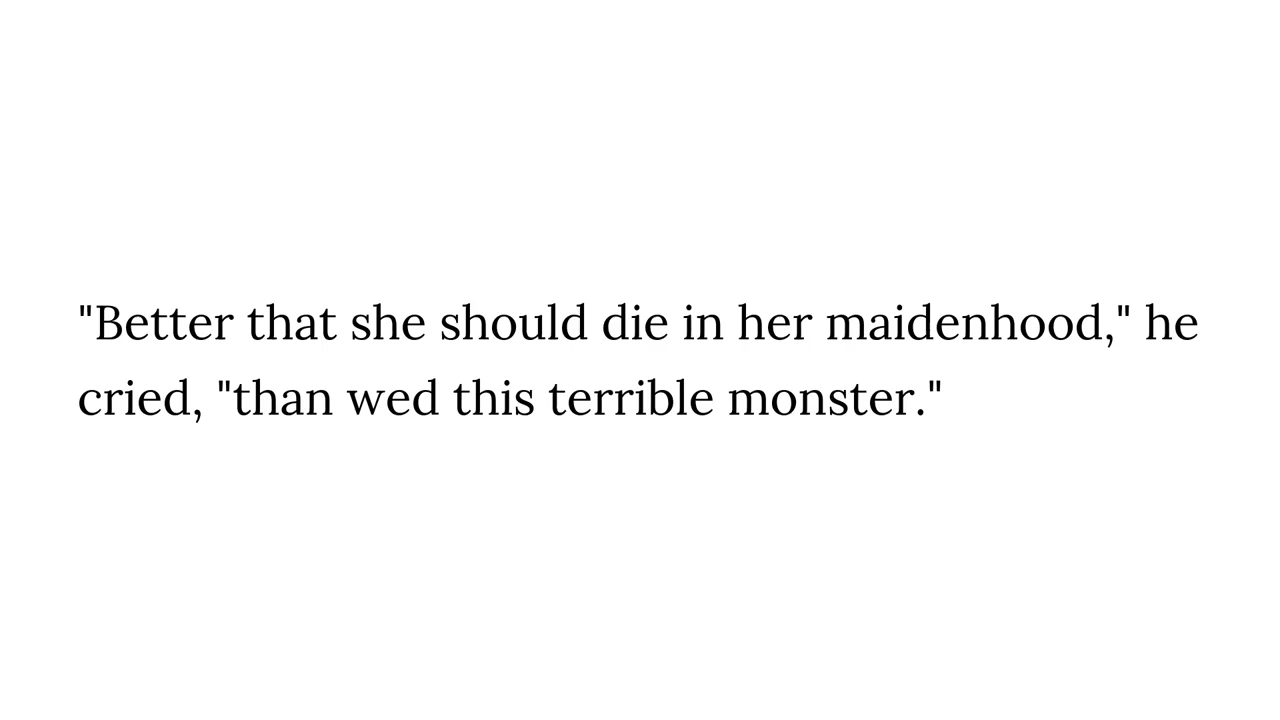 "Better that she should die in her maidenhood," he
cried, "than wed this terrible monster."